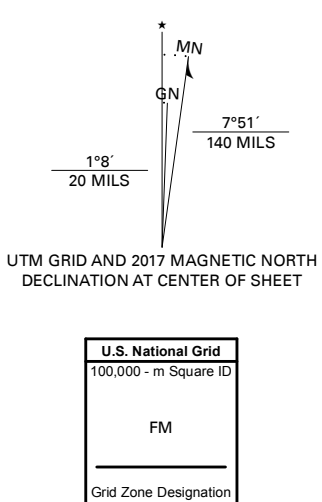 ★
MN
GN
7°51´
140 MILS
1°8´
20 MILS
UTM GRID AND 2017 MAGNETIC NORTH
DECLINATION AT CENTER OF SHEET
U.S. National Grid
100,000 - m Square ID
FM
Grid Zone Designation